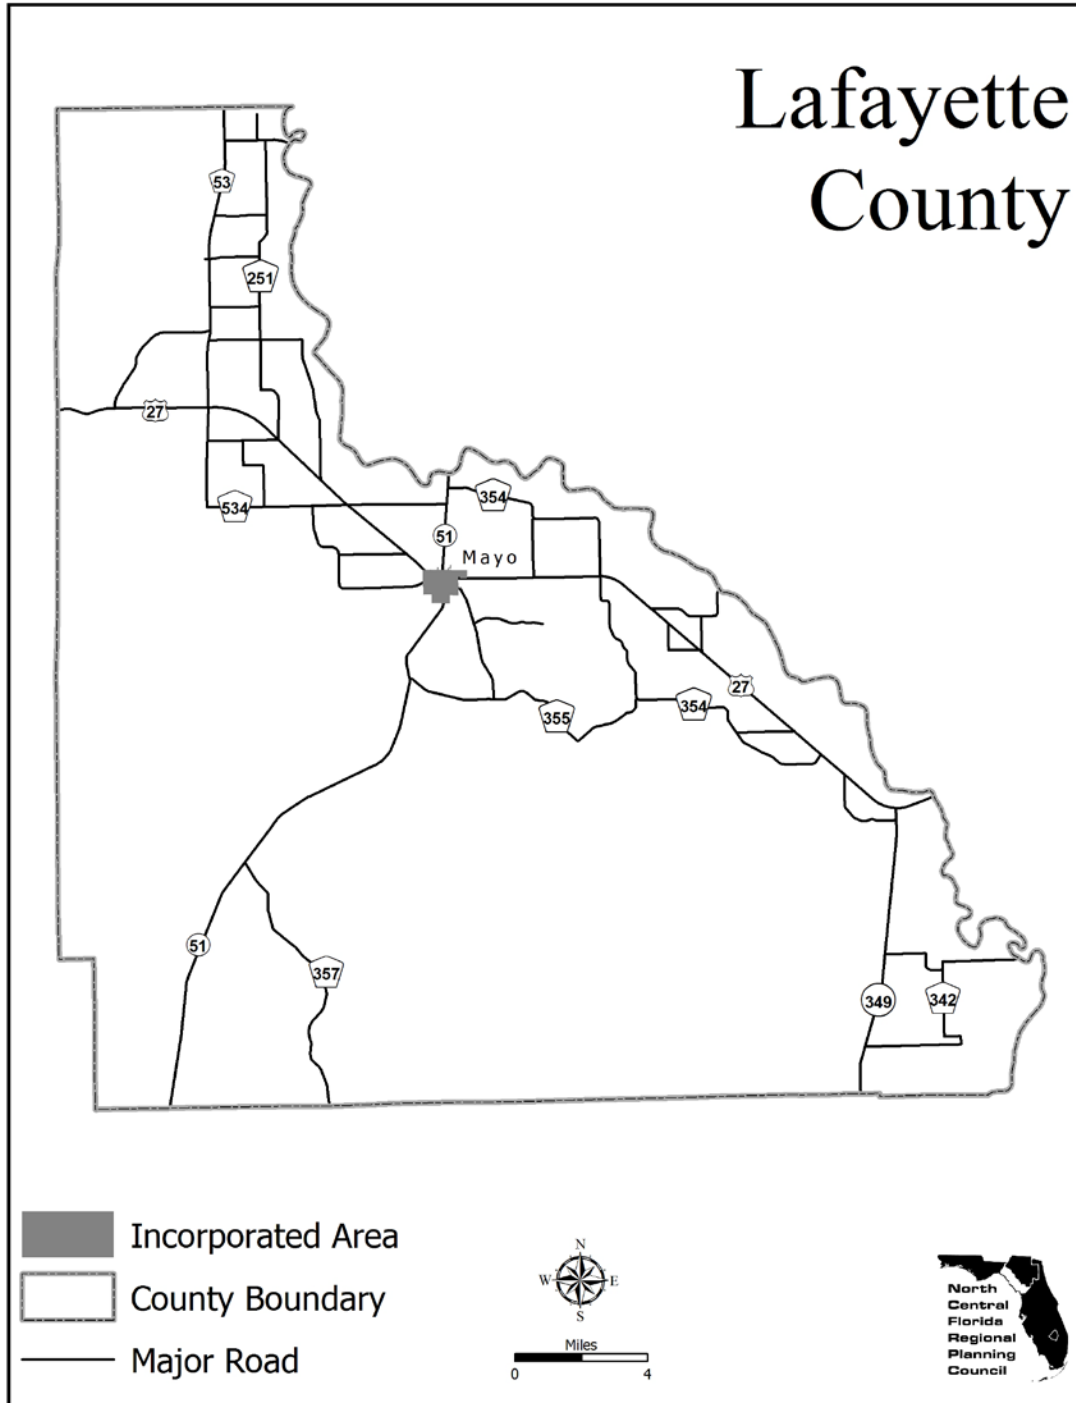 Lafayette
County
53
251
27
534
354
51
Mayo
27
354
355
51
357
349
342
Incorporated Area
County Boundary
Major Road
N
W
E
S
Miles
0
4
North
Central
Florida
Regional
Planning
Council